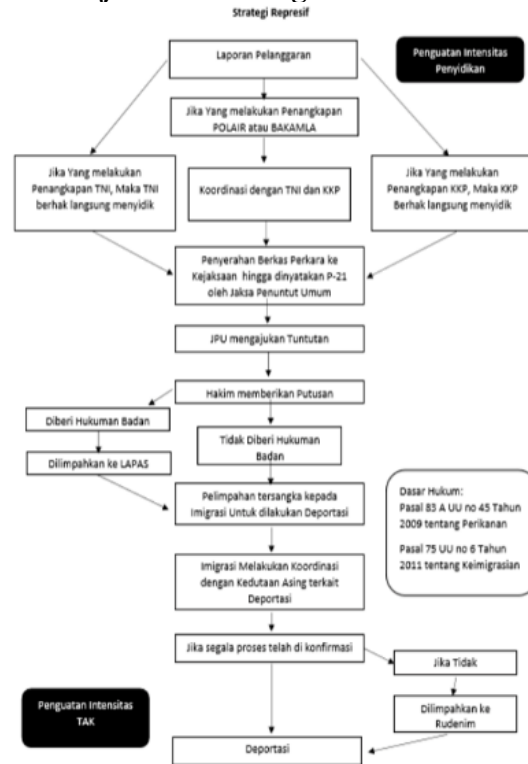 Strategi Represif
Laporan Pelanggaran
Penguatan Intensitas
Penyidikan
Jika Yang melakukan Penangkapan
POLAIR atau BAKAMLA
Jika Yang melakukan
Penangkapan TNI, Maka TNI
berhak langsung menyidik
Koordinasi dengan TNI dan KKP
Jika Yang melakukan
Penangkapan KKP, Maka KKP
Berhak langsung menyidik
Penyerahan Berkas Perkara ke
Kejaksaan hingga dinyatakan P-21
oleh Jaksa Penuntut Umum
JPU mengajukan Tuntutan
Hakim memberikan Putusan
Diberi Hukuman Badan
Tidak Diberi Hukuman
Badan
Dilimpahkan ke LAPAS
Pelimpahan tersangka kepada
Imigrasi Untuk dilakukan Deportasi
Dasar Hukum:
Pasal 83 A UU no 45 Tahun
2009 tentang Perikanan
Pasal 75 UU no 6 Tahun
2011 tentang Keimigrasian
Imigrasi Melakukan Koordinasi
dengan Kedutaan Asing terkait
Deportasi
Jika segala proses telah di konfirmasi
Jika Tidak
Penguatan Intensitas
TAK
Dilimpahkan ke
Rudenim
Deportasi